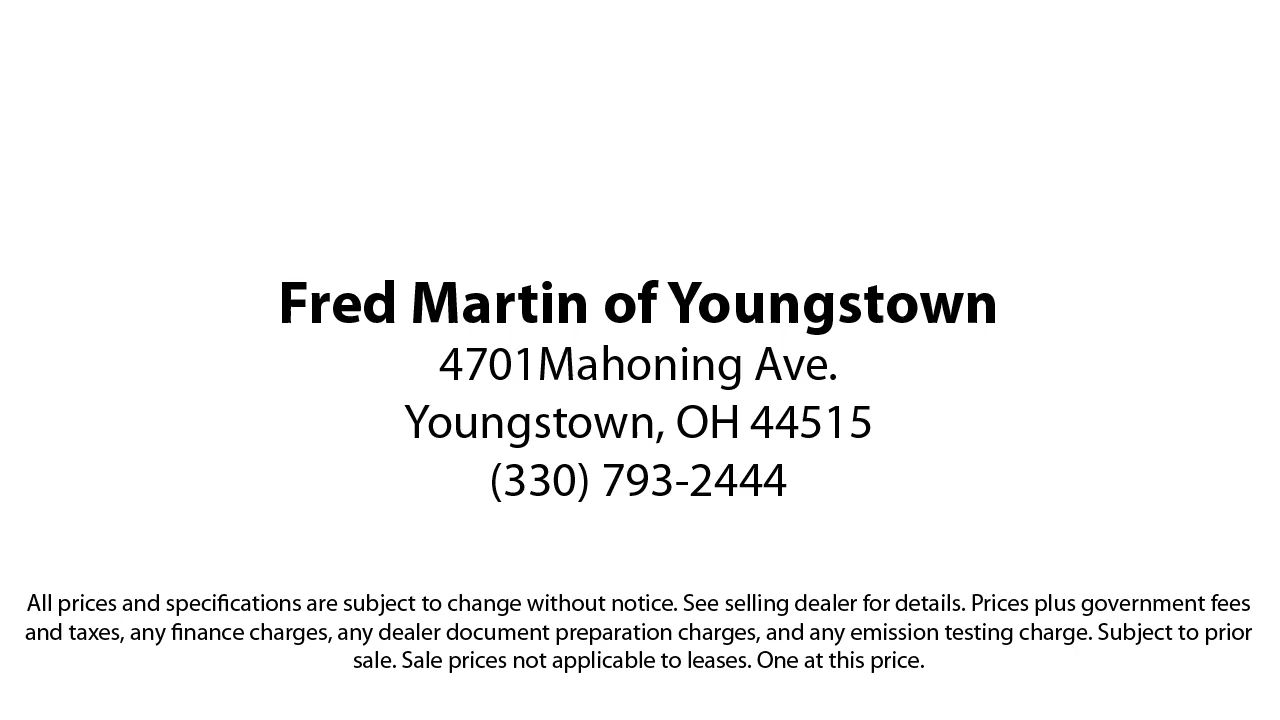 Fred Martin of Youngstown
4701Mahoning Ave.
Youngstown, OH 44515
(330) 793-2444
All prices and specifications are subject to change without notice. See selling dealer for details. Prices plus government fees
and taxes, any finance charges, any dealer document preparation charges, and any emission testing charge. Subject to prior
sale. Sale prices not applicable to leases. One at this price.